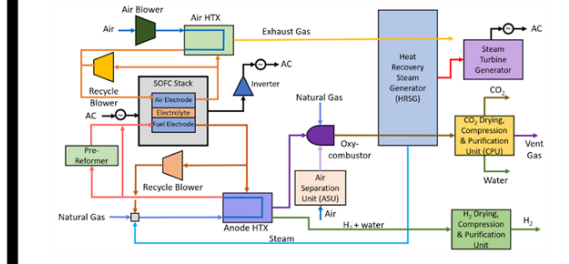 Air Blower
Air HTX
Air
Exhaust Gas
AC
Steam
Turbine
Generator
Heat
Recovery
Steam
Generator
(HRSG)
Recycle
Blower
SOFC Stack
Air Electrode
Electrolyte
Fuel Electrode
AC
AC
Inverter
Natural Gas
CO₂
CO₂ Drying,
Compression
& Purification
Unit (CPU)
Vent
Gas
Water
Oxy-
combustor
Pre-
Reformer
Recycle Blower
Air
Separation
Unit (ASU)
Air
Natural Gas
Anode HTX
H₂ + water
Steam
H₂ Drying,
Compression
& Purification
Unit
H₂